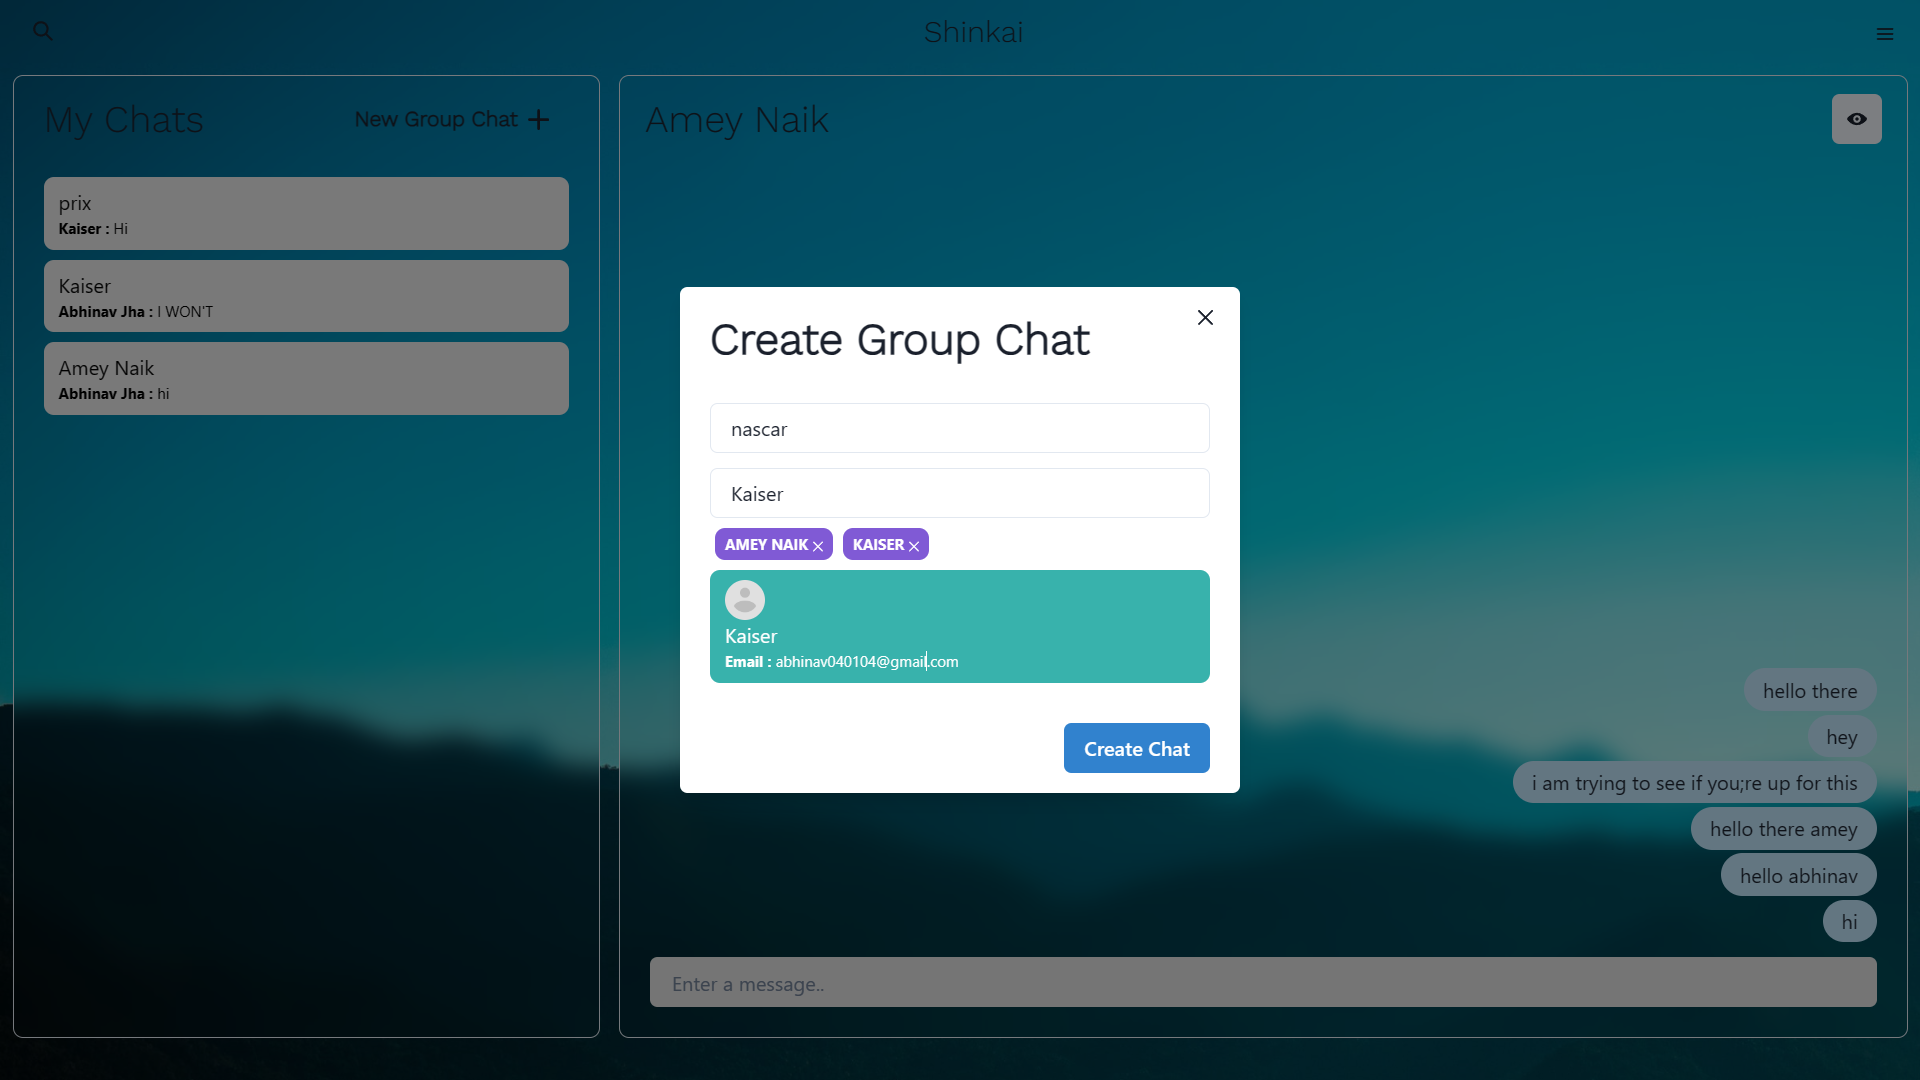 Shinkai
My Chats
New Group Chat
prix
Kaiser : Hi
Kaiser
Abhinav Jha : I WON'T
Amey Naik
Abhinav Jha : hi
Amey Naik
Create Group Chat
nascar
Kaiser
AMEY NAIK
KAISER
Kaiser
Email : abhinav040104@gmail.com
Create Chat
hello there
hey
i am trying to see if you;re up for this
hello there amey
hello abhinav
hi
Enter a message..